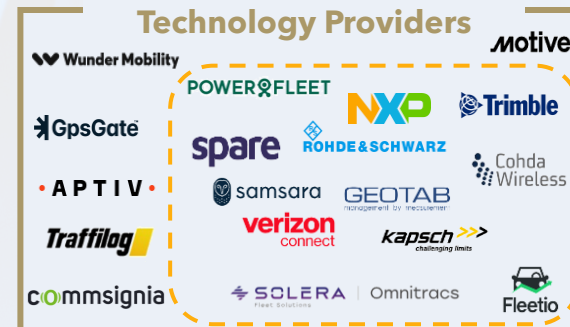 Technology Providers
Motive
Wunder Mobility
POWERFLEET
NXP
Trimble
GpsGate
spare
ROHDE & SCHWARZ
Cohda
Wireless
• APTIV •
samsara
GEOTAB
management by measurement
Traffilog
verizon
connect
kapsch >>>
challenging limits
commsignia
SOLERA | Omnitracs
Fleet Solutions
Fleetio